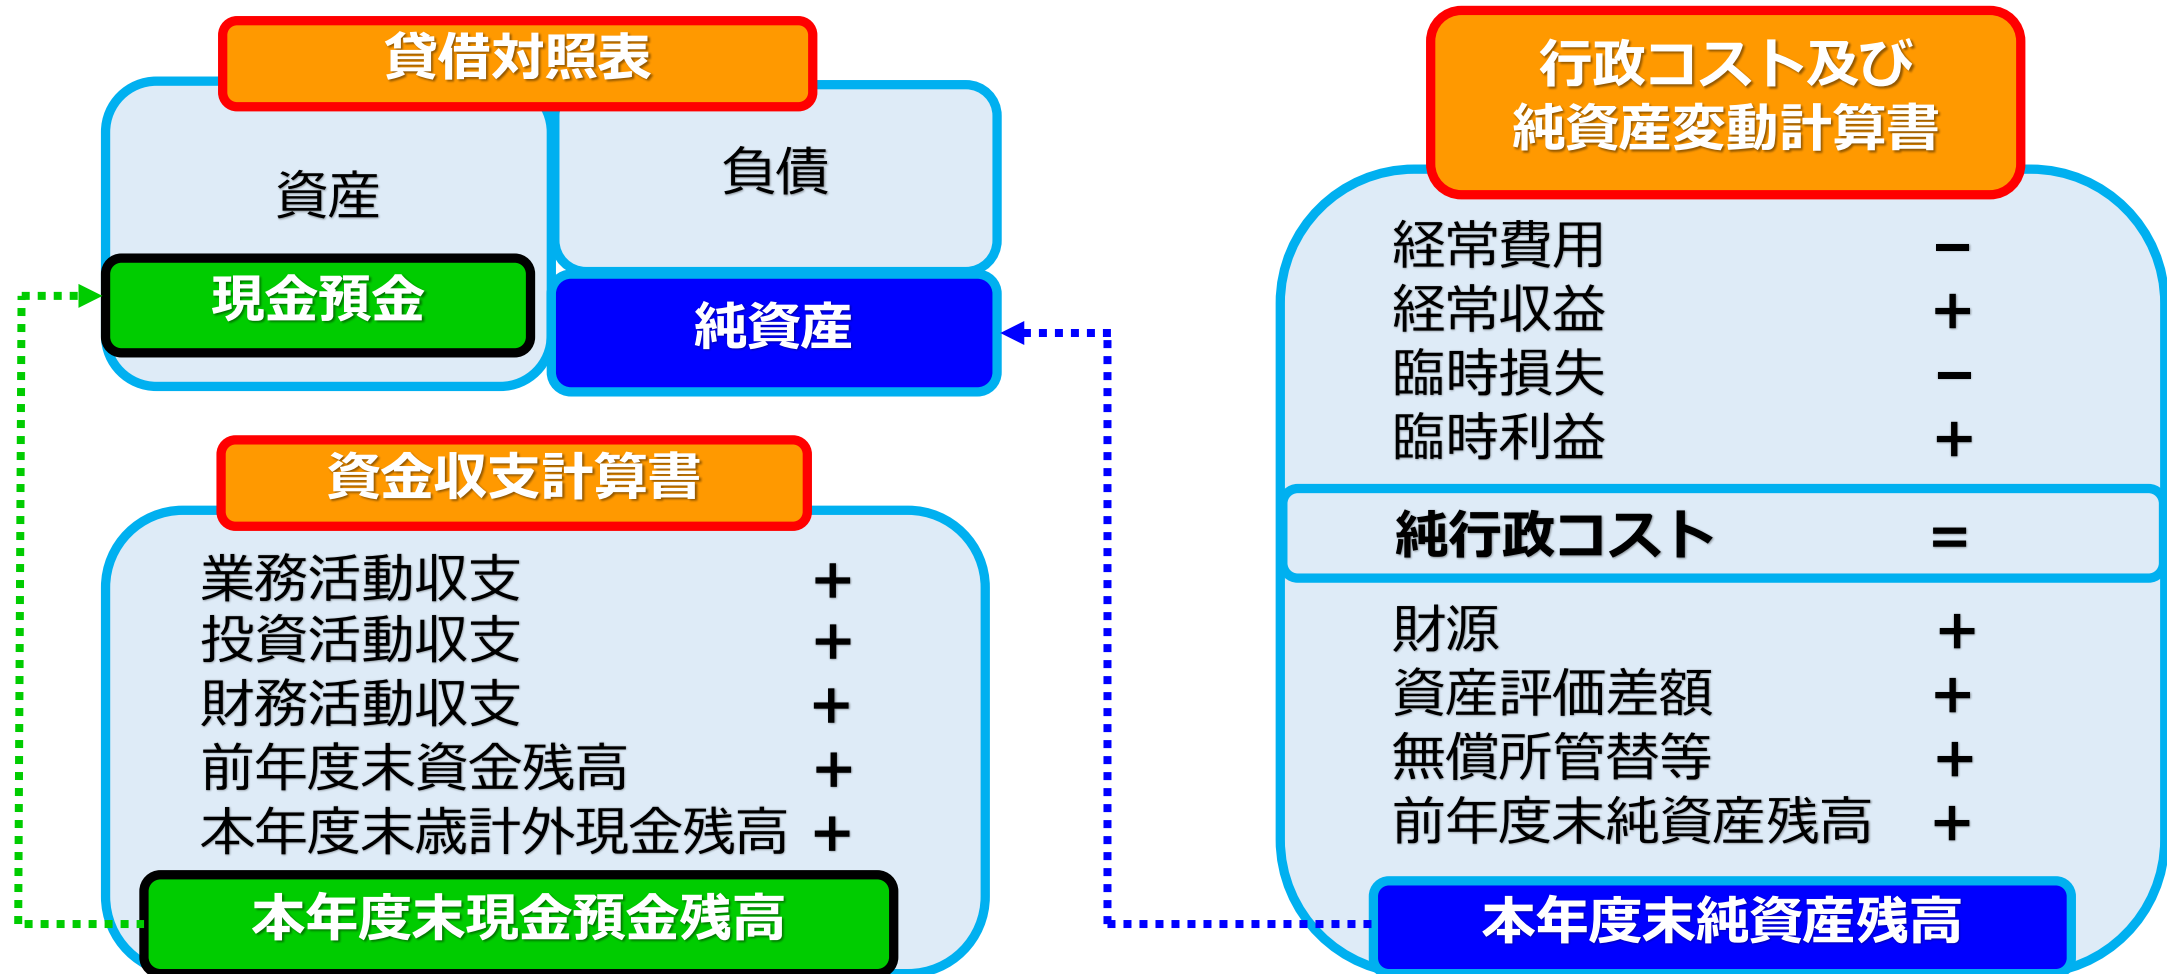 貸借対照表
資産
負債
現金預金
純資産
資金収支計算書
業務活動収支 +
投資活動収支 +
財務活動収支 +
前年度末資金残高 +
本年度末歳計外現金残高 +
本年度末現金預金残高
行政コスト及び
純資産変動計算書
経常費用 −
経常収益 +
臨時損失 −
臨時利益 +
純行政コスト =
財源 +
資産評価差額 +
無償所管替等 +
前年度末純資産残高 +
本年度末純資産残高